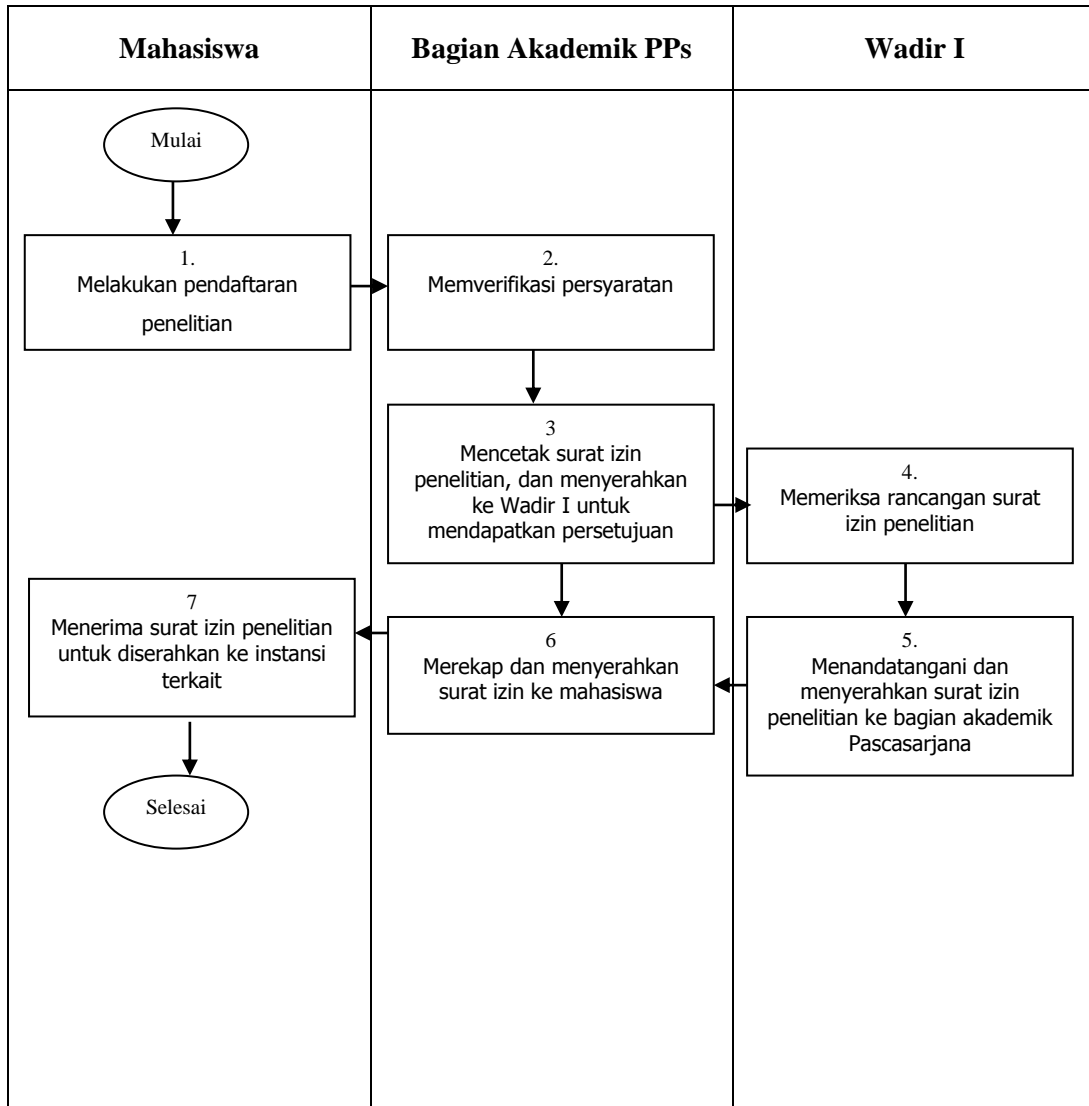 Mahasiswa
Bagian Akademik PPs
Wadir I
Mulai
1.
Melakukan pendaftaran
penelitian
2.
Memverifikasi persyaratan
3
Mencetak surat izin
penelitian, dan menyerahkan
ke Wadir I untuk
mendapatkan persetujuan
4.
Memeriksa rancangan surat
izin penelitian
5.
Menandatangani dan
menyerahkan surat izin
penelitian ke bagian akademik
Pascasarjana
6
Merekap dan menyerahkan
surat izin ke mahasiswa
7
Menerima surat izin penelitian
untuk diserahkan ke instansi
terkait
Selesai